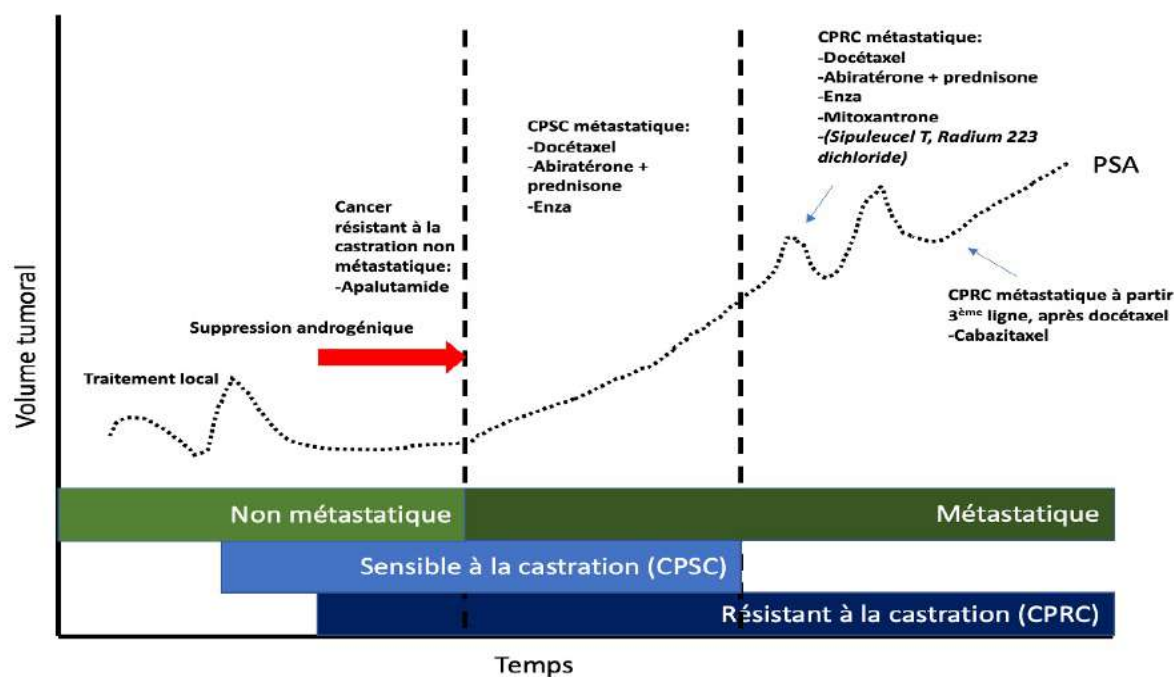 CPRC métastatique:
-Docétaxel
-Abiratérone + prednisone
-Enza
-Mitoxantrone
-(Sipuleucel T, Radium 223
dichloride)
CPSC métastatique:
-Docétaxel
-Abiratérone +
prednisone
-Enza
PSA
Cancer
résistant à la
castration non
métastatique:
-Apalutamide
Suppression androgénique
Traitement local
CPRC métastatique à partir
3ème ligne, après docétaxel
-Cabazitaxel
Volume tumoral
Non métastatique
Métastatique
Sensible à la castration (CPSC)
Résistant à la castration (CPRC)
Temps